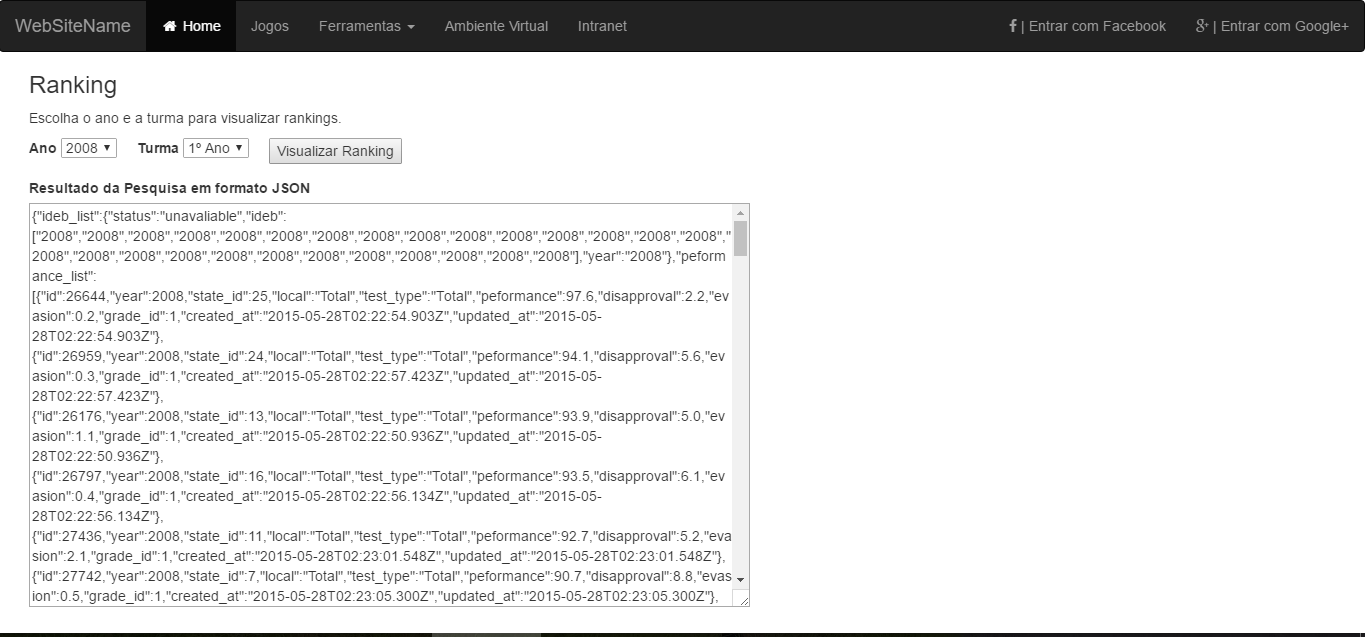 WebSiteName Home Jogos Ferramentas Ambiente Virtual Intranet | Entrar com Facebook | Entrar com Google+
Ranking
Escolha o ano e a turma para visualizar rankings.
Ano 2008 Turma 1º Ano Visualizar Ranking
Resultado da Pesquisa em formato JSON
{"ideb_list":{"status":"unavaliable","ideb":
["2008","2008","2008","2008","2008","2008","2008","2008","2008","2008","2008","2008","2008","2008","2008","
2008","2008","2008","2008","2008","2008","2008","2008","2008","2008","2008","2008"],"year":"2008"},"peform
ance_list":
[{"id":26644,"year":2008,"state_id":25,"local":"Total","test_type":"Total","peformance":97.6,"disapproval":2.2,"ev
asion":0.2,"grade_id":1,"created_at":"2015-05-28T02:22:54.903Z","updated_at":"2015-05-
28T02:22:54.903Z"},
{"id":26959,"year":2008,"state_id":24,"local":"Total","test_type":"Total","peformance":94.1,"disapproval":5.6,"ev
asion":0.3,"grade_id":1,"created_at":"2015-05-28T02:22:57.423Z","updated_at":"2015-05-
28T02:22:57.423Z"},
{"id":26176,"year":2008,"state_id":13,"local":"Total","test_type":"Total","peformance":93.9,"disapproval":5.0,"ev
asion":1.1,"grade_id":1,"created_at":"2015-05-28T02:22:50.936Z","updated_at":"2015-05-
28T02:22:50.936Z"},
{"id":26797,"year":2008,"state_id":16,"local":"Total","test_type":"Total","peformance":93.5,"disapproval":6.1,"ev
asion":0.4,"grade_id":1,"created_at":"2015-05-28T02:22:56.134Z","updated_at":"2015-05-
28T02:22:56.134Z"},
{"id":27436,"year":2008,"state_id":11,"local":"Total","test_type":"Total","peformance":92.7,"disapproval":5.2,"eva
sion":2.1,"grade_id":1,"created_at":"2015-05-28T02:23:01.548Z","updated_at":"2015-05-28T02:23:01.548Z"},
{"id":27742,"year":2008,"state_id":7,"local":"Total","test_type":"Total","peformance":90.7,"disapproval":8.8,"evas
ion":0.5,"grade_id":1,"created_at":"2015-05-28T02:23:05.300Z","updated_at":"2015-05-28T02:23:05.300Z"},